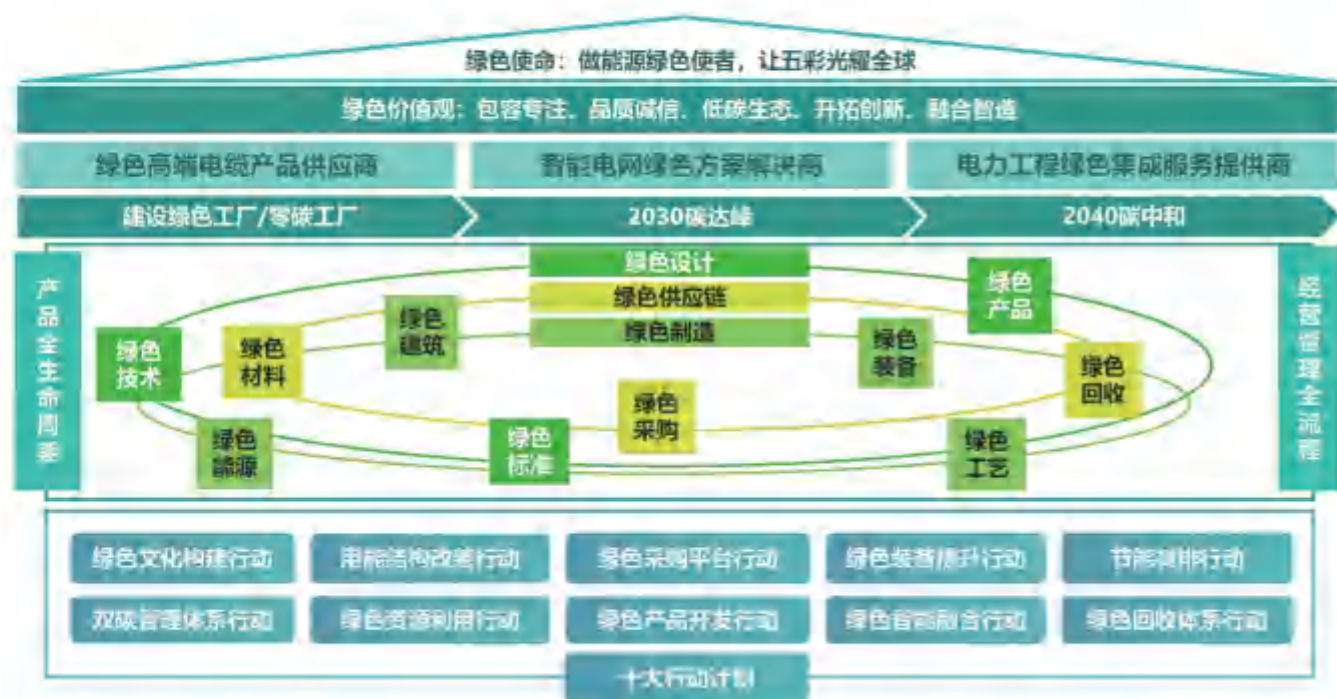 绿色使命：做能源绿色使者，让五彩光耀全球
绿色价值观：包容专注、品质诚信、低碳生态、开拓创新、融合智道
绿色高端电缆产品供应商
智能电网绿色方案解决商
电力工程绿色集成服务提供商
建设绿色工厂/零碳工厂
2030碳达峰
2040碳中和
产品全生命周期
绿色设计
绿色供应链
绿色制造
绿色
产品
绿色
建筑
绿色
装备
绿色
技术
绿色
材料
绿色
回收
绿色
采购
绿色
能源
绿色
标准
绿色
工艺
经营管理全流程
绿色文化构建行动
用能结构改善行动
绿色采购平台行动
绿色装备提升行动
节能降耗行动
双碳管理体系行动
绿色资源利用行动
绿色产品开发行动
绿色智能融合行动
绿色回收体系行动
十大行动计划